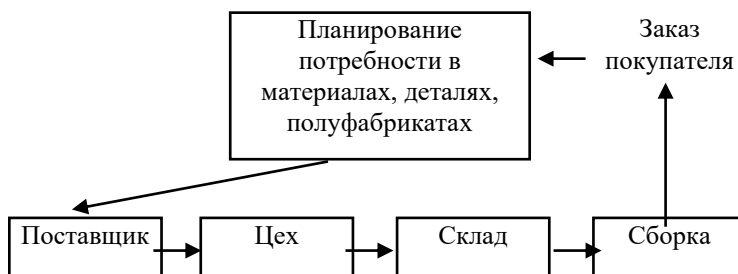 Планирование
потребности в
материалах, деталях,
полуфабрикатах
Заказ
покупателя
Поставщик
Цех
Склад
Сборка